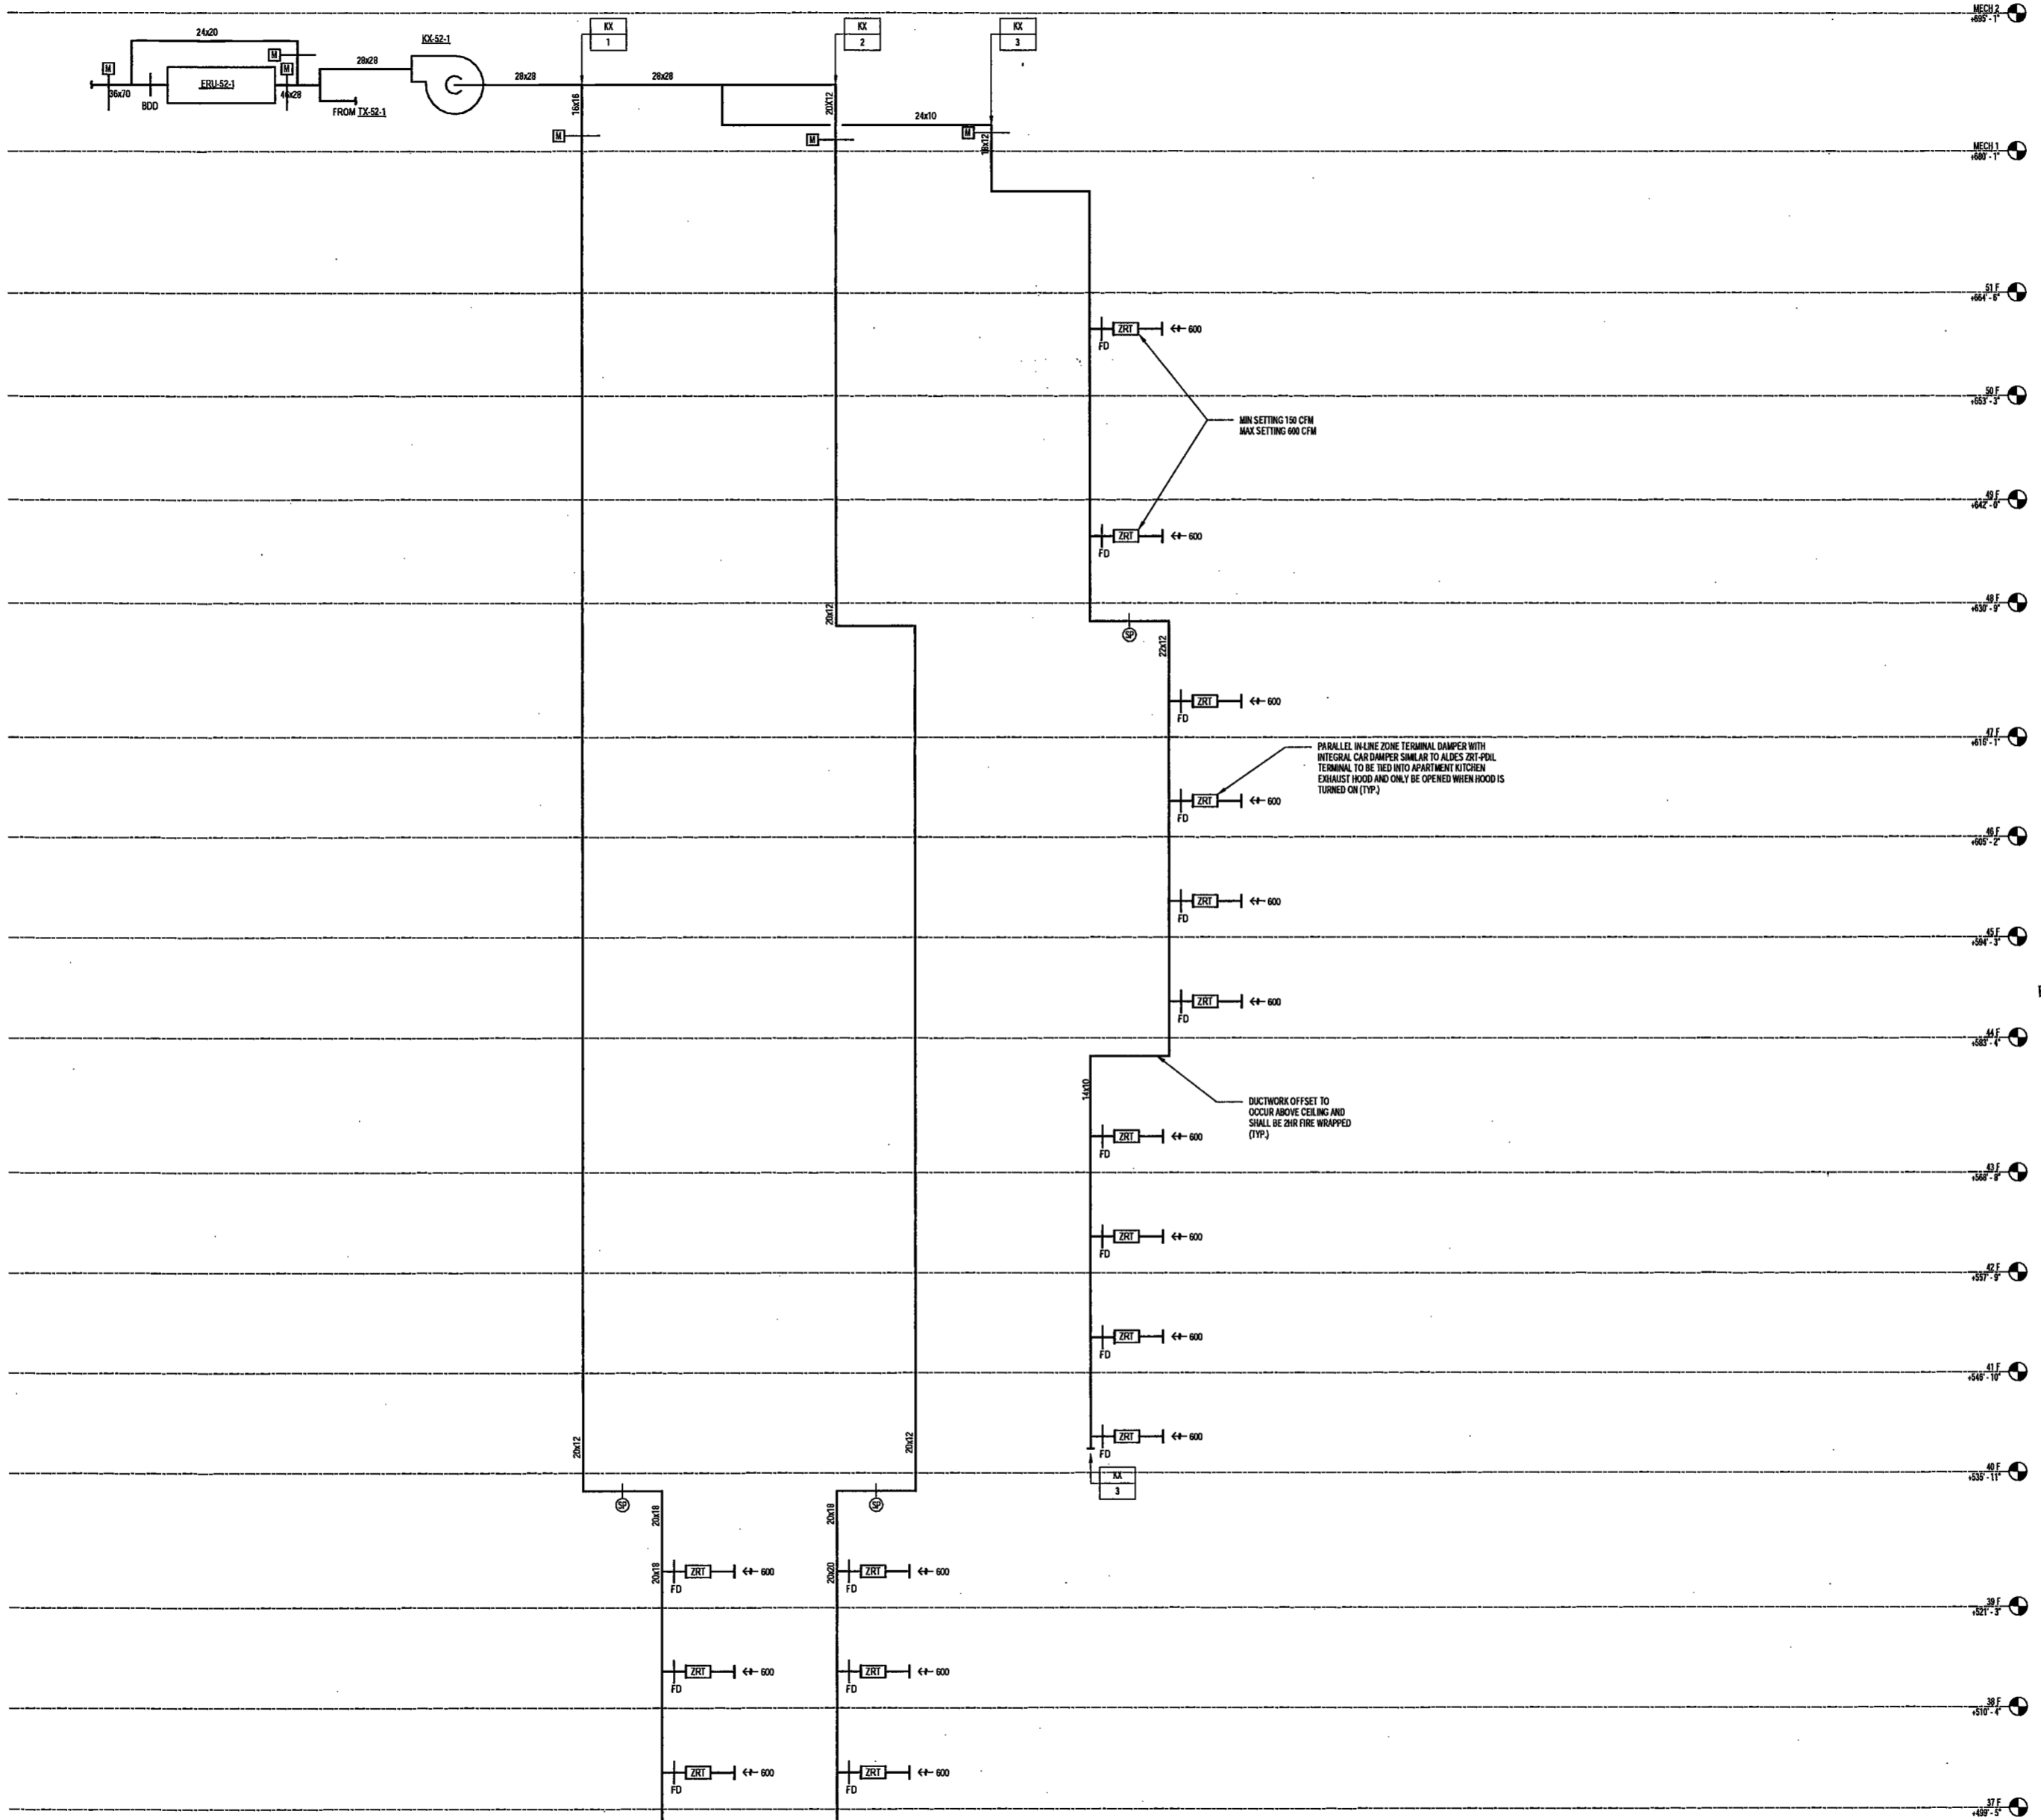 MECH 2
+695' - 1"
KX
1
KX
2
KX
3
24x20
KX-52-1
M
M
M
28x28
ERU-52-1
36x70
BDD
46x28
FROM TX-52-1
28x28
28x28
16x16
20X12
24x10
M
M
M
18x12
MECH 1
+680' - 1"
51 F
+664' - 6"
ZRT
600
FD
50 F
+653' - 3"
MIN SETTING 150 CFM
MAX SETTING 600 CFM
49 F
+642' - 0"
ZRT
600
FD
48 F
+630' - 9"
20x12
SP
22x12
ZRT
600
FD
47 F
+616' - 1"
PARALLEL IN-LINE ZONE TERMINAL DAMPER WITH
INTEGRAL CAR DAMPER SIMILAR TO ALDES ZRT-PDIL
TERMINAL TO BE TIED INTO APARTMENT KITCHEN
EXHAUST HOOD AND ONLY BE OPENED WHEN HOOD IS
TURNED ON (TYP.)
ZRT
600
FD
46 F
+605' - 2"
ZRT
600
FD
45 F
+594' - 3"
ZRT
600
FD
44 F
+583' - 4"
14x10
DUCTWORK OFFSET TO
OCCUR ABOVE CEILING AND
SHALL BE 2HR FIRE WRAPPED
(TYP.)
ZRT
600
FD
43 F
+568' - 8"
ZRT
600
FD
42 F
+557' - 9"
ZRT
600
FD
41 F
+546' - 10"
20x12
20x12
ZRT
600
FD
40 F
+535' - 11"
KX
3
SP
SP
20x18
20x18
20x18
20x20
ZRT
600
FD
ZRT
600
FD
39 F
+521' - 3"
ZRT
600
FD
ZRT
600
FD
38 F
+510' - 4"
ZRT
600
FD
ZRT
600
FD
37 F
+499' - 5"